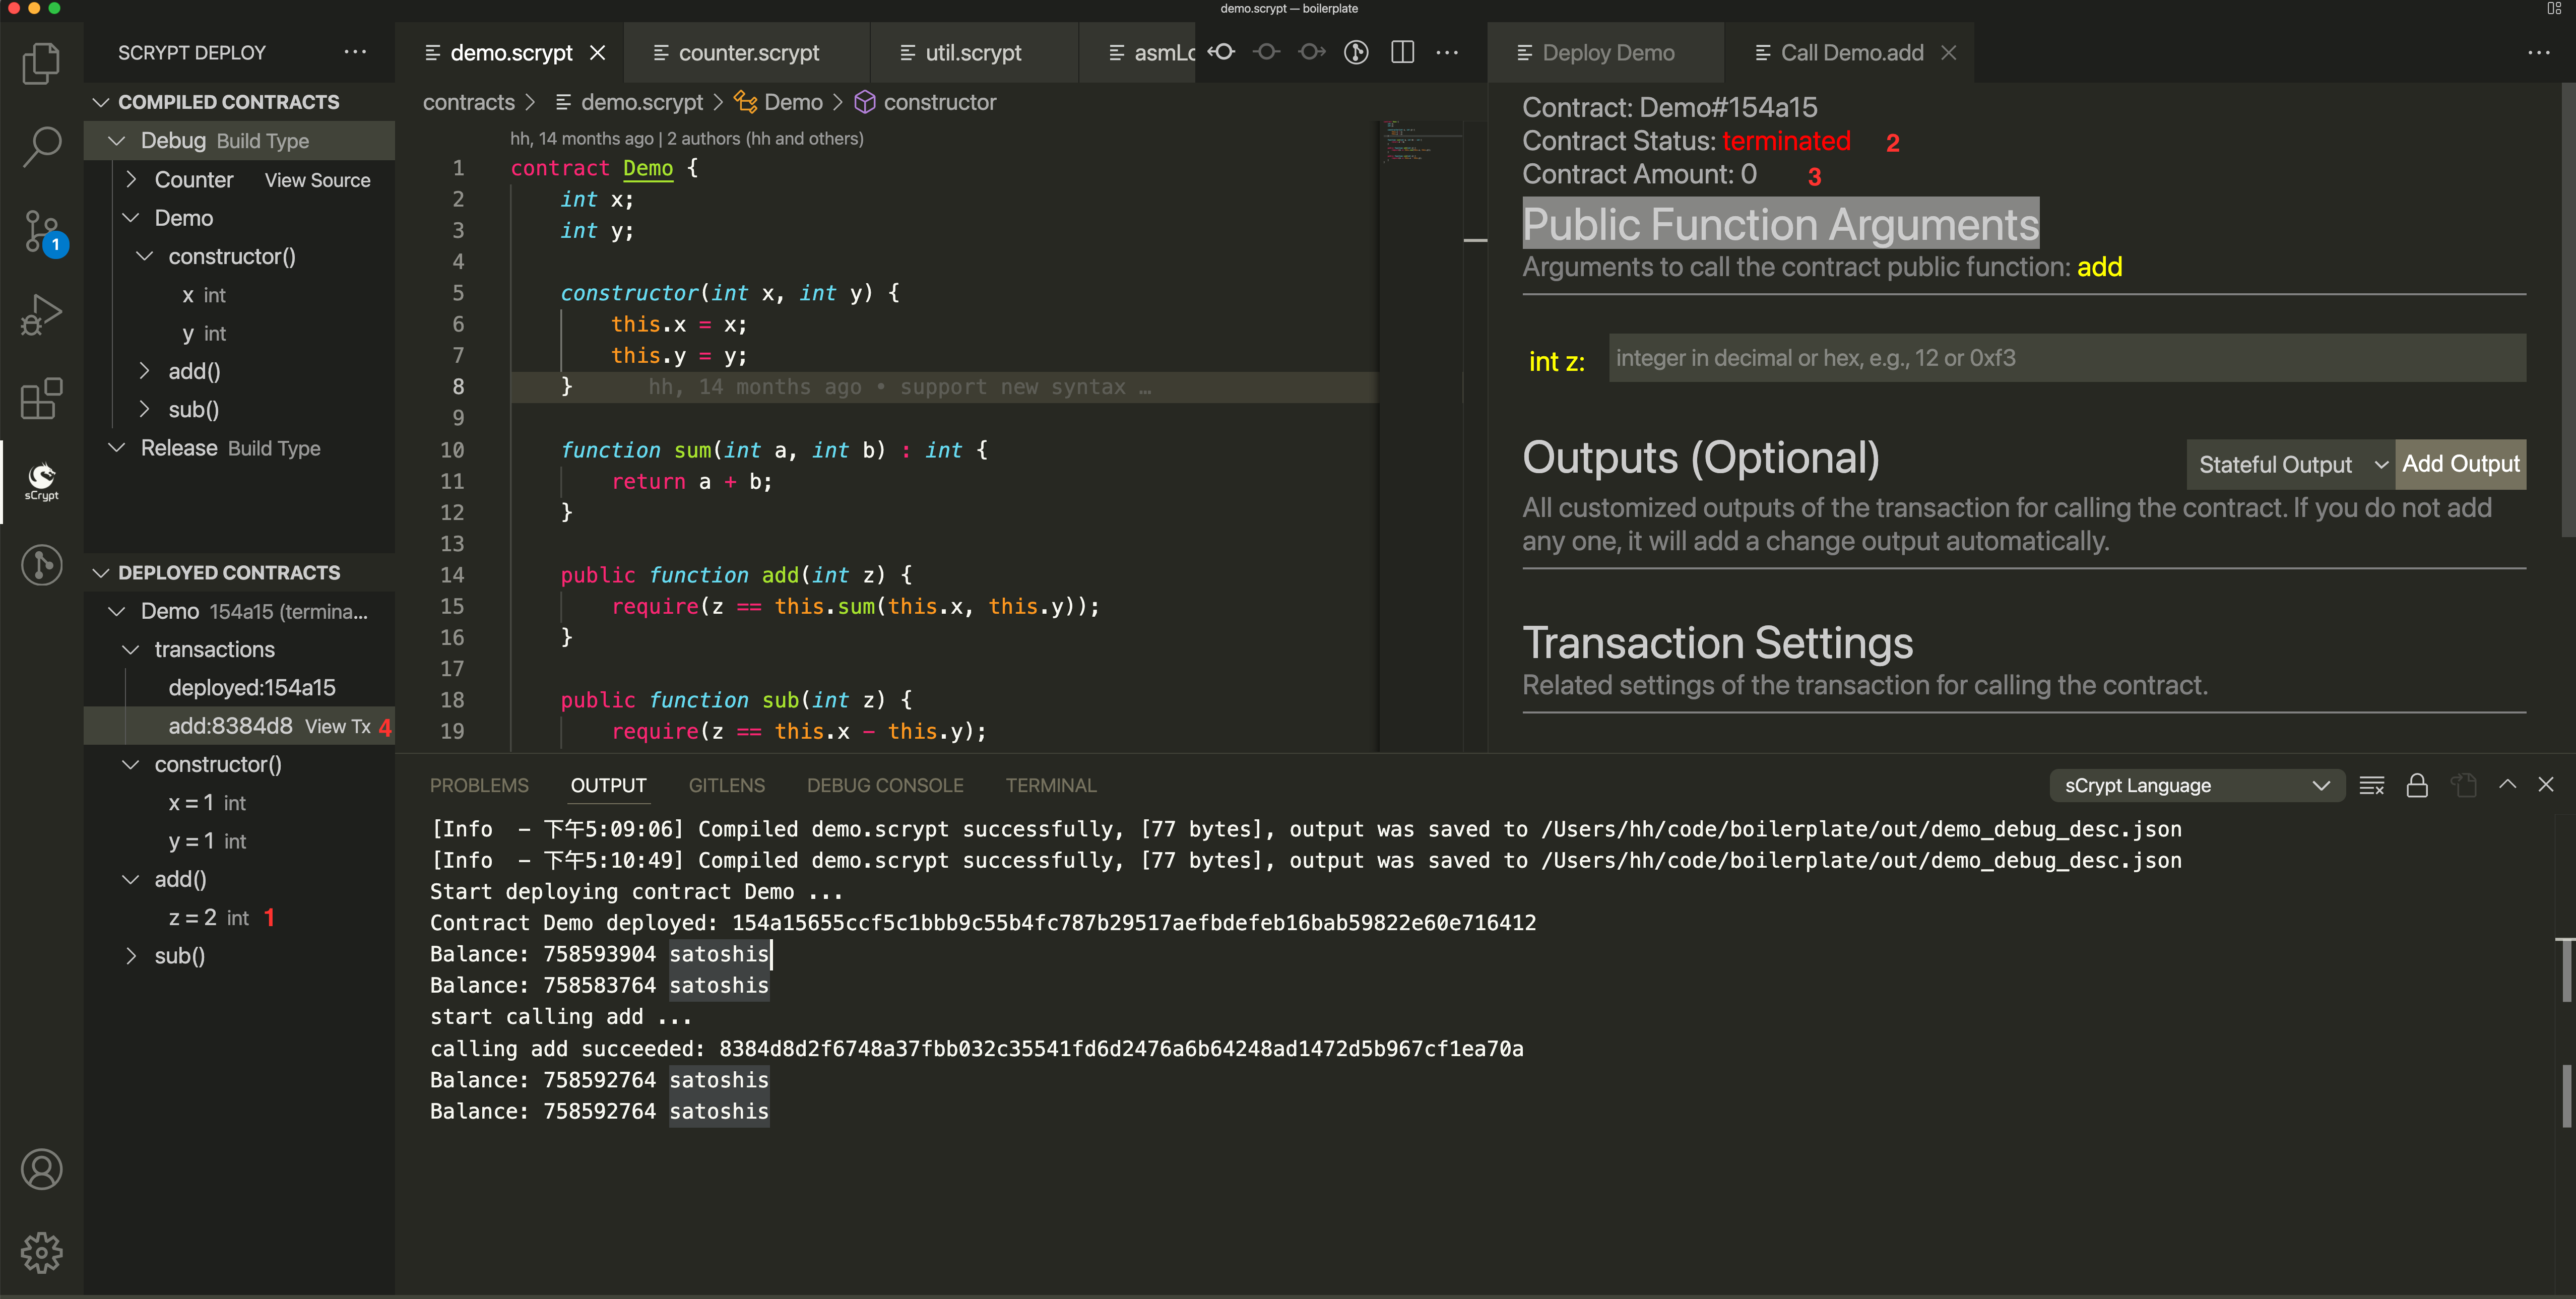 demo.scrypt — boilerplate
SCRYPT DEPLOY
COMPILED CONTRACTS
Debug Build Type
Counter View Source
Demo
constructor()
x int
y int
add()
sub()
Release Build Type
1
sCrypt
DEPLOYED CONTRACTS
Demo 154a15 (termina...
transactions
deployed:154a15
add:8384d8 View Tx 4
constructor()
x = 1 int
y = 1 int
add()
z = 2 int 1
sub()
demo.scrypt counter.scrypt util.scrypt
contracts > demo.scrypt > Demo > constructor
hh, 14 months ago | 2 authors (hh and others)
1 contract Demo {
2 int x;
3 int y;
4
5 constructor(int x, int y) {
6 this.x = x;
7 this.y = y;
8 } hh, 14 months ago • support new syntax …
9
10 function sum(int a, int b) : int {
11 return a + b;
12 }
13
14 public function add(int z) {
15 require(z == this.sum(this.x, this.y));
16 }
17
18 public function sub(int z) {
19 require(z == this.x - this.y);
Deploy Demo Call Demo.add
Contract: Demo#154a15
Contract Status: terminated 2
Contract Amount: 0 3
Public Function Arguments
Arguments to call the contract public function: add
int z: integer in decimal or hex, e.g., 12 or 0xf3
Outputs (Optional) Stateful Output Add Output
All customized outputs of the transaction for calling the contract. If you do not add
any one, it will add a change output automatically.
Transaction Settings
Related settings of the transaction for calling the contract.
PROBLEMS OUTPUT GITLENS DEBUG CONSOLE TERMINAL sCrypt Language
[Info - 下午5:09:06] Compiled demo.scrypt successfully, [77 bytes], output was saved to /Users/hh/code/boilerplate/out/demo_debug_desc.json
[Info - 下午5:10:49] Compiled demo.scrypt successfully, [77 bytes], output was saved to /Users/hh/code/boilerplate/out/demo_debug_desc.json
Start deploying contract Demo ...
Contract Demo deployed: 154a15655ccf5c1bbb9c55b4fc787b29517aefbdefeb16bab59822e60e716412
Balance: 758593904 satoshis
Balance: 758583764 satoshis
start calling add ...
calling add succeeded: 8384d8d2f6748a37fbb032c35541fd6d2476a6b64248ad1472d5b967cf1ea70a
Balance: 758592764 satoshis
Balance: 758592764 satoshis